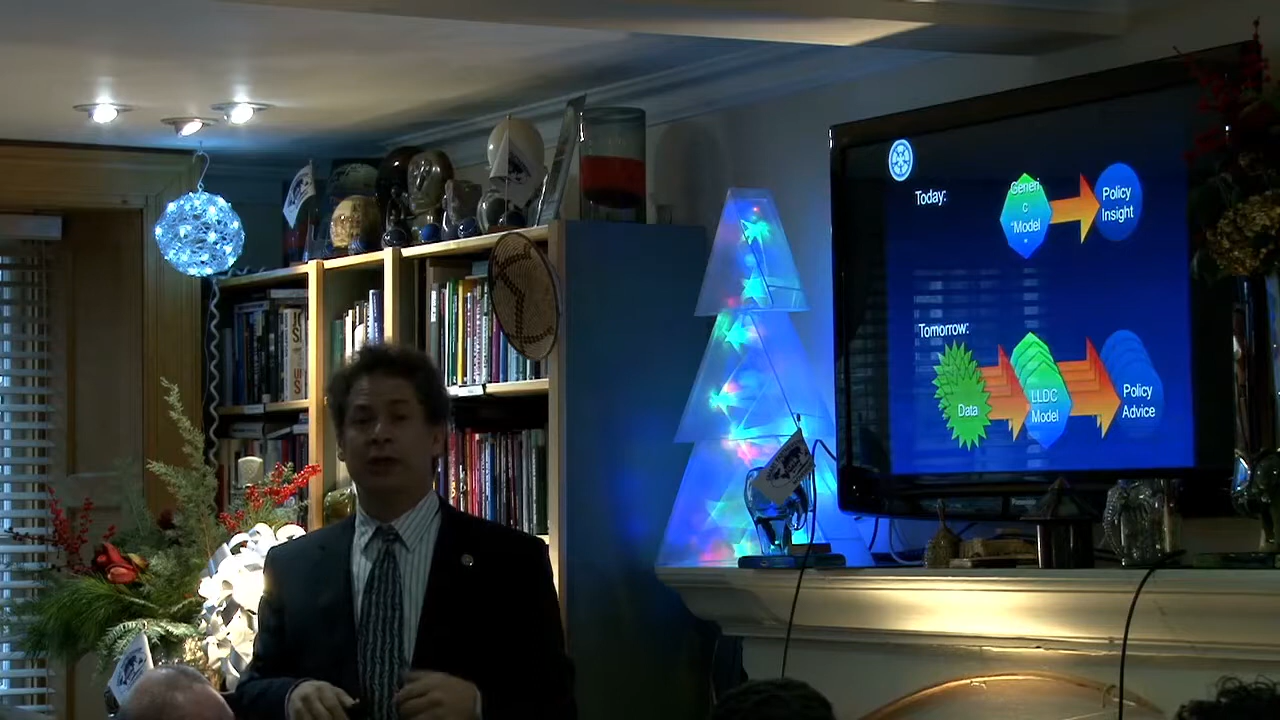 Today:
Generi
c
"Model
"
Policy
Insight
Tomorrow:
Data
LLDC
Model
Policy
Advice